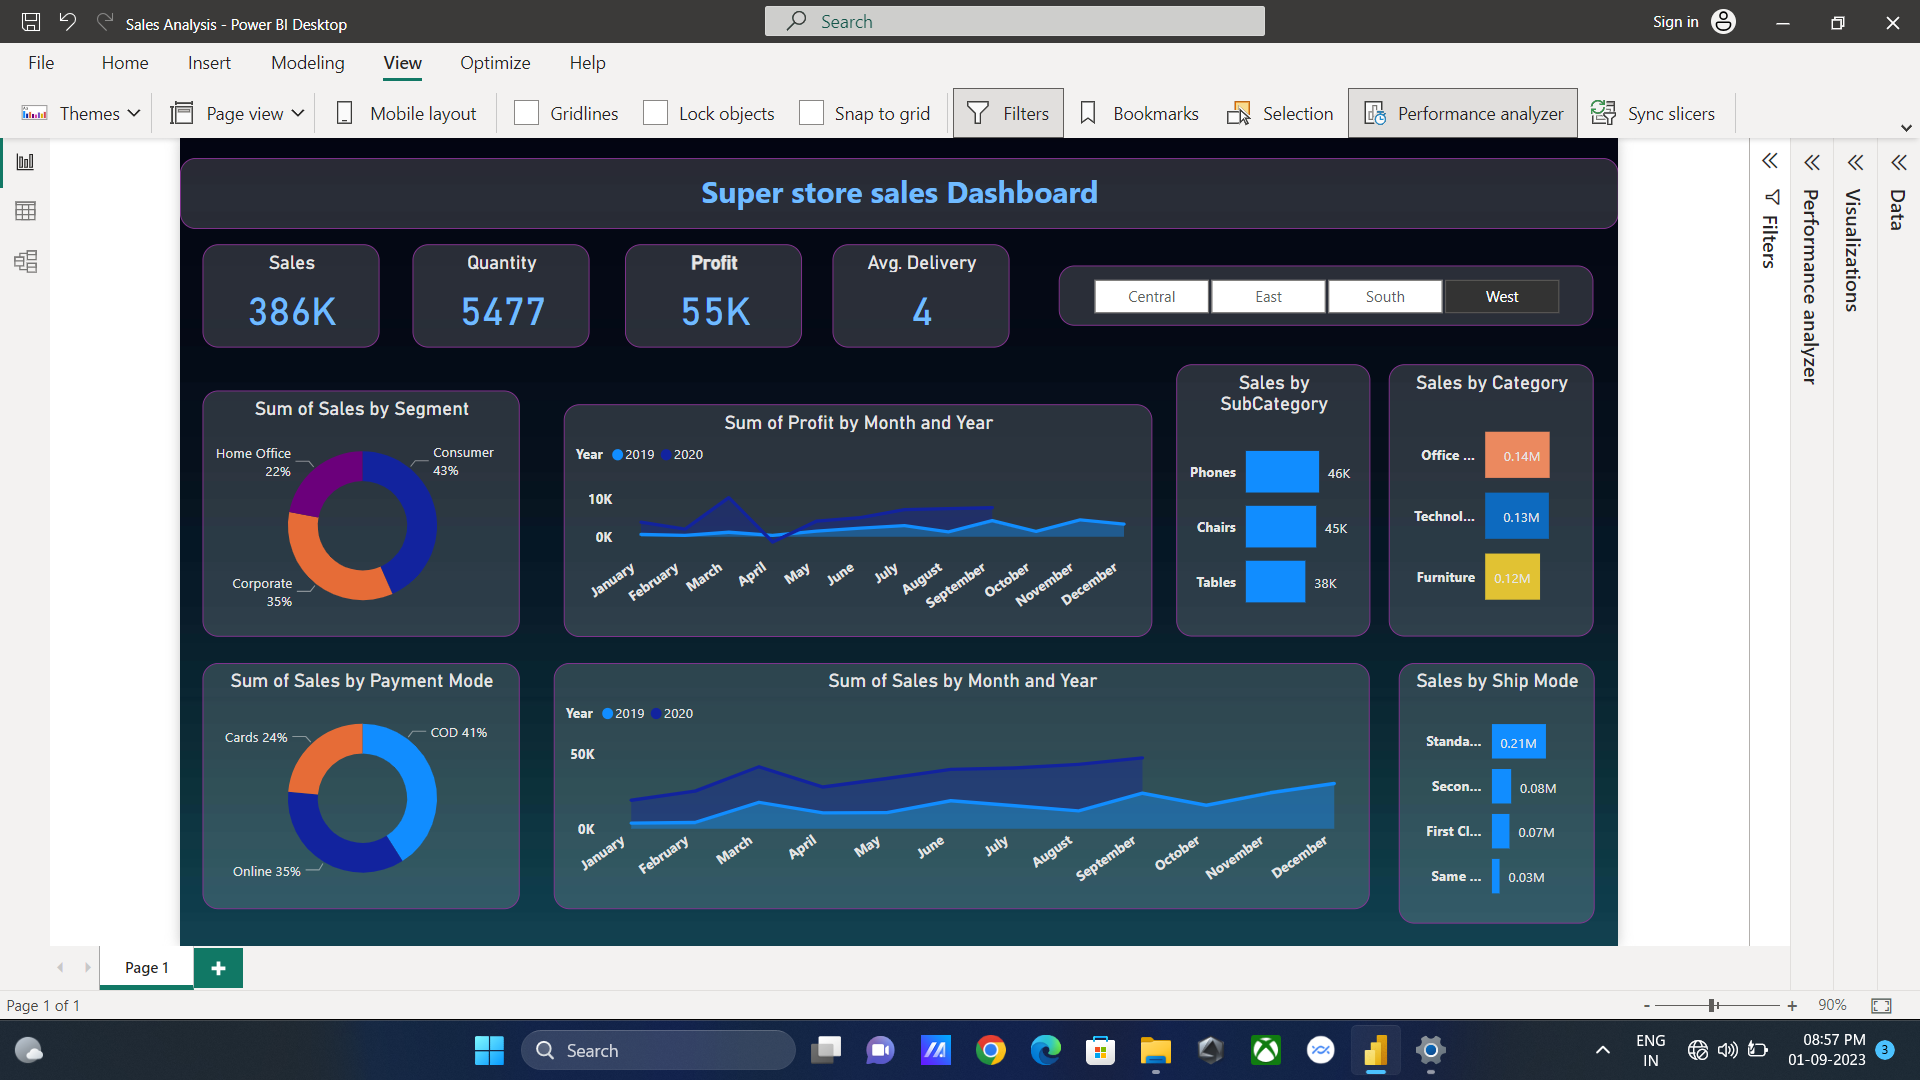 Sales Analysis - Power BI Desktop
Search
Sign in
File Home Insert Modeling View Optimize Help
Themes Page view Mobile layout Gridlines Lock objects Snap to grid Filters Bookmarks Selection Performance analyzer Sync slicers
Super store sales Dashboard
Sales
386K
Quantity
5477
Profit
55K
Avg. Delivery
4
Central East South West
Sum of Sales by Segment
Home Office
22%
Consumer
43%
Corporate
35%
Sum of Profit by Month and Year
Year 2019 2020
10K
0K
January February March April May June July August September October November December
Sales by
SubCategory
Phones 46K
Chairs 45K
Tables 38K
Sales by Category
Office ... 0.14M
Technol... 0.13M
Furniture 0.12M
Sum of Sales by Payment Mode
Cards 24%
COD 41%
Online 35%
Sum of Sales by Month and Year
Year 2019 2020
50K
0K
January February March April May June July August September October November December
Sales by Ship Mode
Standa... 0.21M
Secon... 0.08M
First Cl... 0.07M
Same ... 0.03M
Filters
Performance analyzer
Visualizations
Data
Page 1
Page 1 of 1
- + 90%
Search
ENG
IN
08:57 PM
01-09-2023
3